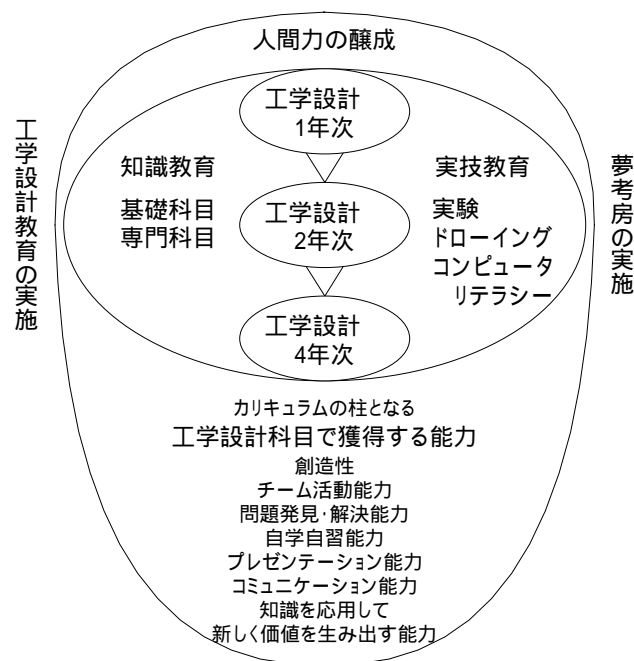 人間力の醸成
工学設計
1年次
工学設計教育の実施
夢考房の実施
知識教育
実技教育
基礎科目
専門科目
工学設計
2年次
実験
ドローイング
コンピュータ
リテラシー
工学設計
4年次
カリキュラムの柱となる
工学設計科目で獲得する能力
創造性
チーム活動能力
問題発見・解決能力
自学自習能力
プレゼンテーション能力
コミュニケーション能力
知識を応用して
新しく価値を生み出す能力